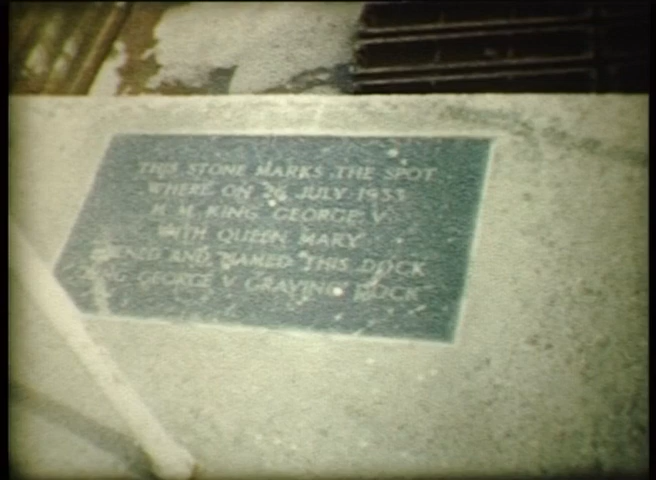 THIS STONE MARKS THE SPOT
WHERE ON 26 JULY 1933
H M KING GEORGE V
WITH QUEEN MARY
OPENED AND NAMED THIS DOCK
KING GEORGE V GRAVING DOCK